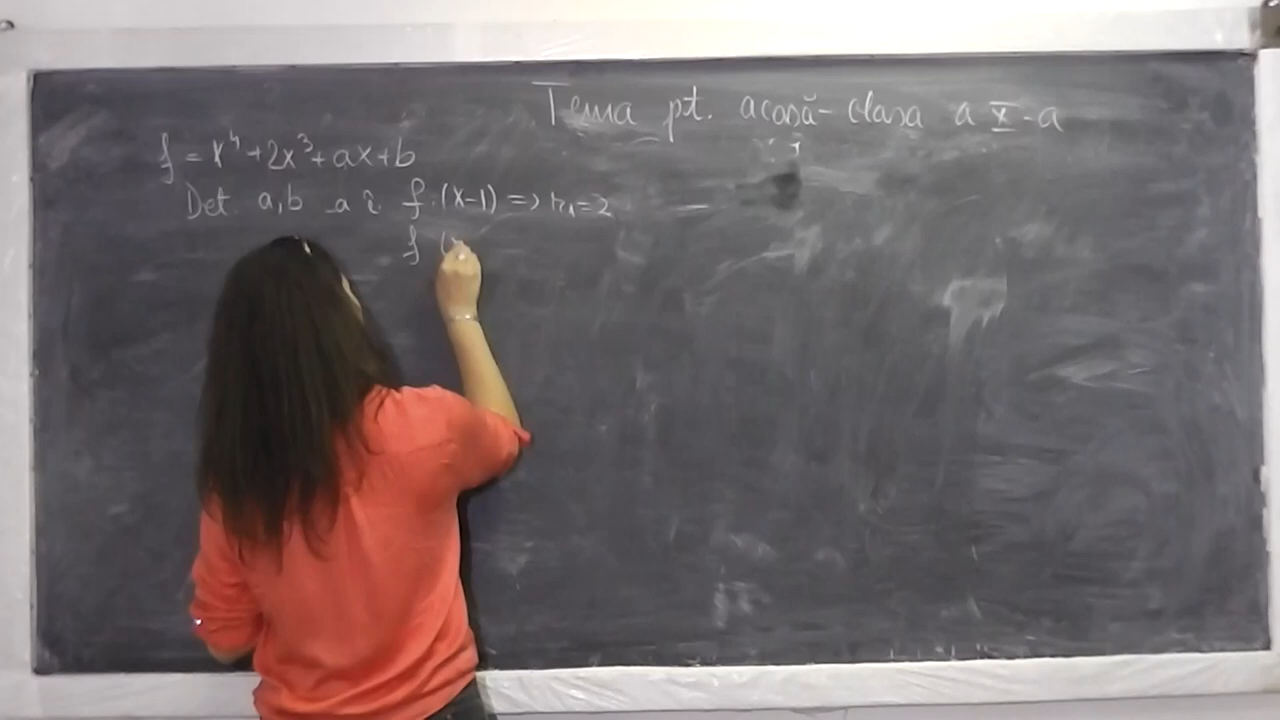 Tema pt. acasă - clasa a X-a
f = x⁴+2x³+ax+b
Det. a,b a î f:(x-1) => r₁=2
f (x